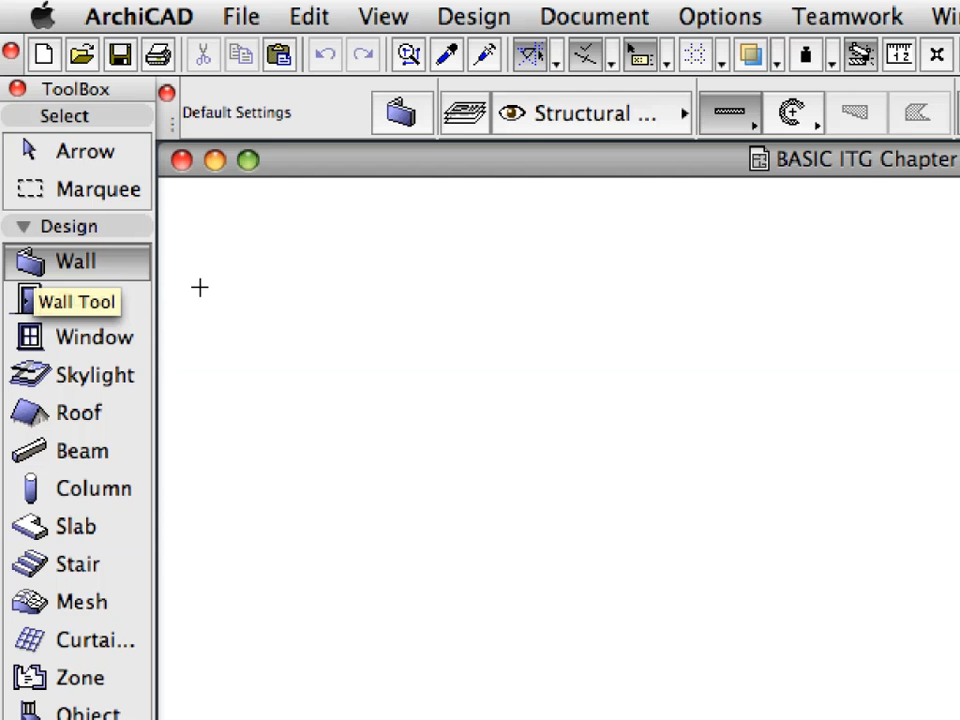 ArchiCAD File Edit View Design Document Options Teamwork
ToolBox
Default Settings
Structural ...
Select
BASIC ITG Chapter
Arrow
Marquee
Design
Wall
Wall Tool
Window
Skylight
Roof
Beam
Column
Slab
Stair
Mesh
Curtai...
Zone
Object